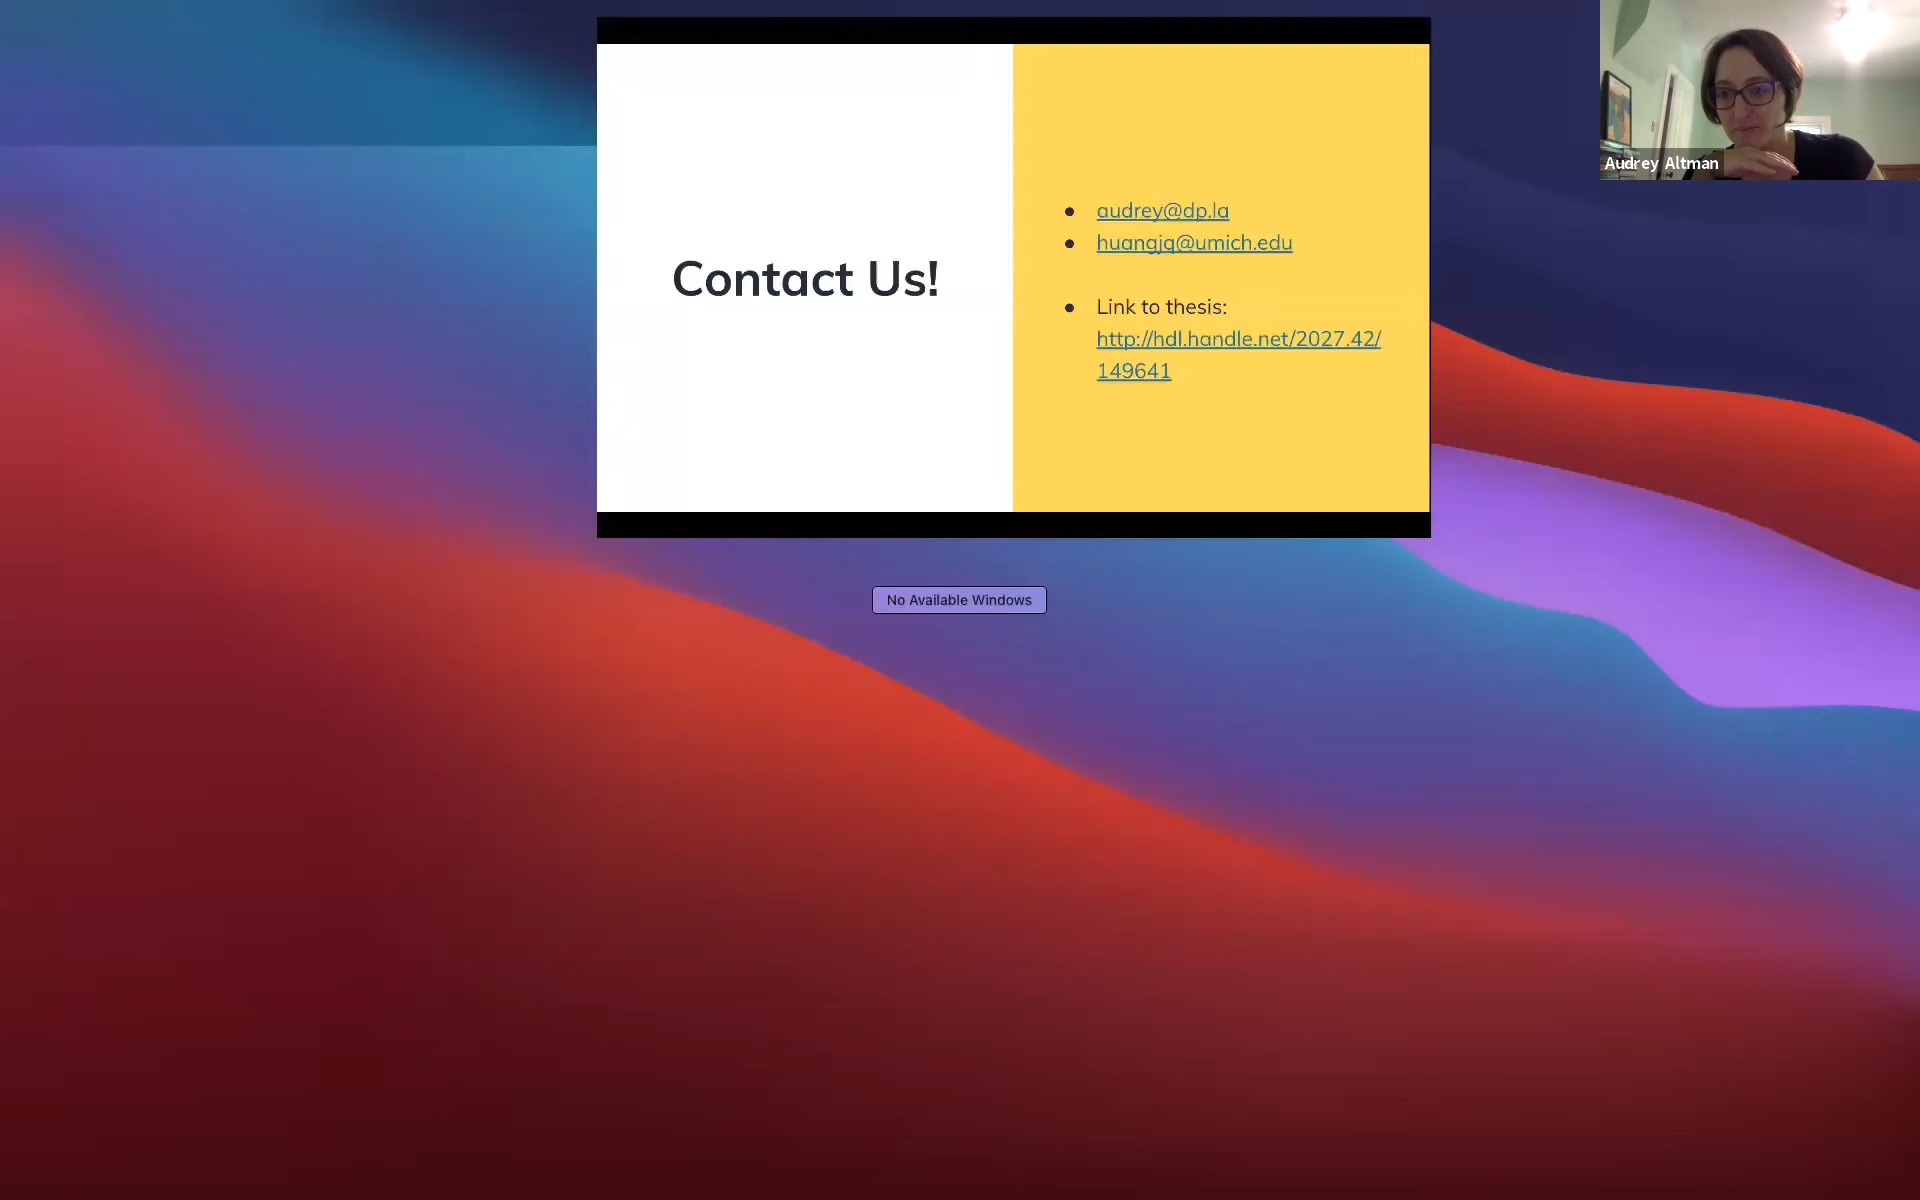 Contact Us!
audrey@dp.la
huangjq@umich.edu
Link to thesis:
http://hdl.handle.net/2027.42/
149641
Audrey Altman
No Available Windows